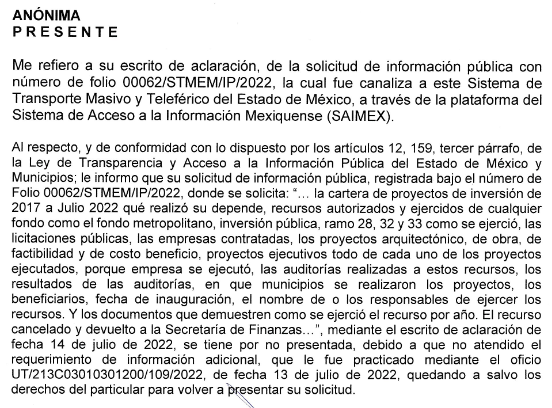 ANÓNIMA
P R E S E N T E
Me refiero a su escrito de aclaración, de la solicitud de información pública con
número de folio 00062/STMEM/IP/2022, la cual fue canaliza a este Sistema de
Transporte Masivo y Teleférico del Estado de México, a través de la plataforma del
Sistema de Acceso a la Información Mexiquense (SAIMEX).
Al respecto, y de conformidad con lo dispuesto por los artículos 12, 159, tercer párrafo, de
la Ley de Transparencia y Acceso a la Información Pública del Estado de México y
Municipios; le informo que su solicitud de información pública, registrada bajo el número de
Folio 00062/STMEM/IP/2022, donde se solicita: “… la cartera de proyectos de inversión de
2017 a Julio 2022 qué realizó su depende, recursos autorizados y ejercidos de cualquier
fondo como el fondo metropolitano, inversión pública, ramo 28, 32 y 33 como se ejerció, las
licitaciones públicas, las empresas contratadas, los proyectos arquitectónico, de obra, de
factibilidad y de costo beneficio, proyectos ejecutivos todo de cada uno de los proyectos
ejecutados, porque empresa se ejecutó, las auditorías realizadas a estos recursos, los
resultados de las auditorías, en que municipios se realizaron los proyectos, los
beneficiarios, fecha de inauguración, el nombre de o los responsables de ejercer los
recursos. Y los documentos que demuestren como se ejerció el recurso por año. El recurso
cancelado y devuelto a la Secretaría de Finanzas…”, mediante el escrito de aclaración de
fecha 14 de julio de 2022, se tiene por no presentada, debido a que no atendido el
requerimiento de información adicional, que le fue practicado mediante el oficio
UT/213C03010301200/109/2022, de fecha 13 de julio de 2022, quedando a salvo los
derechos del particular para volver a presentar su solicitud.